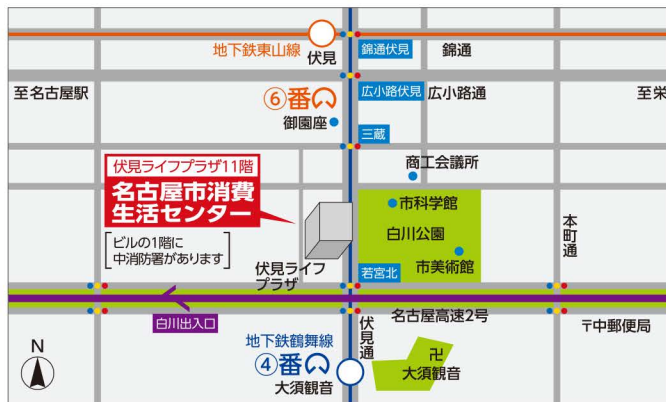 地下鉄東山線
伏見
錦通伏見
錦通
至名古屋駅
⑥番
広小路伏見
広小路通
至栄
御園座
三蔵
商工会議所
伏見ライフプラザ11階
名古屋市消費
生活センター
ビルの1階に
中消防署があります
市科学館
白川公園
市美術館
本町通
伏見ライフ
プラザ
若宮北
白川出入口
名古屋高速2号
〒中郵便局
伏見通
地下鉄鶴舞線
④番
大須観音
卍
大須観音
N